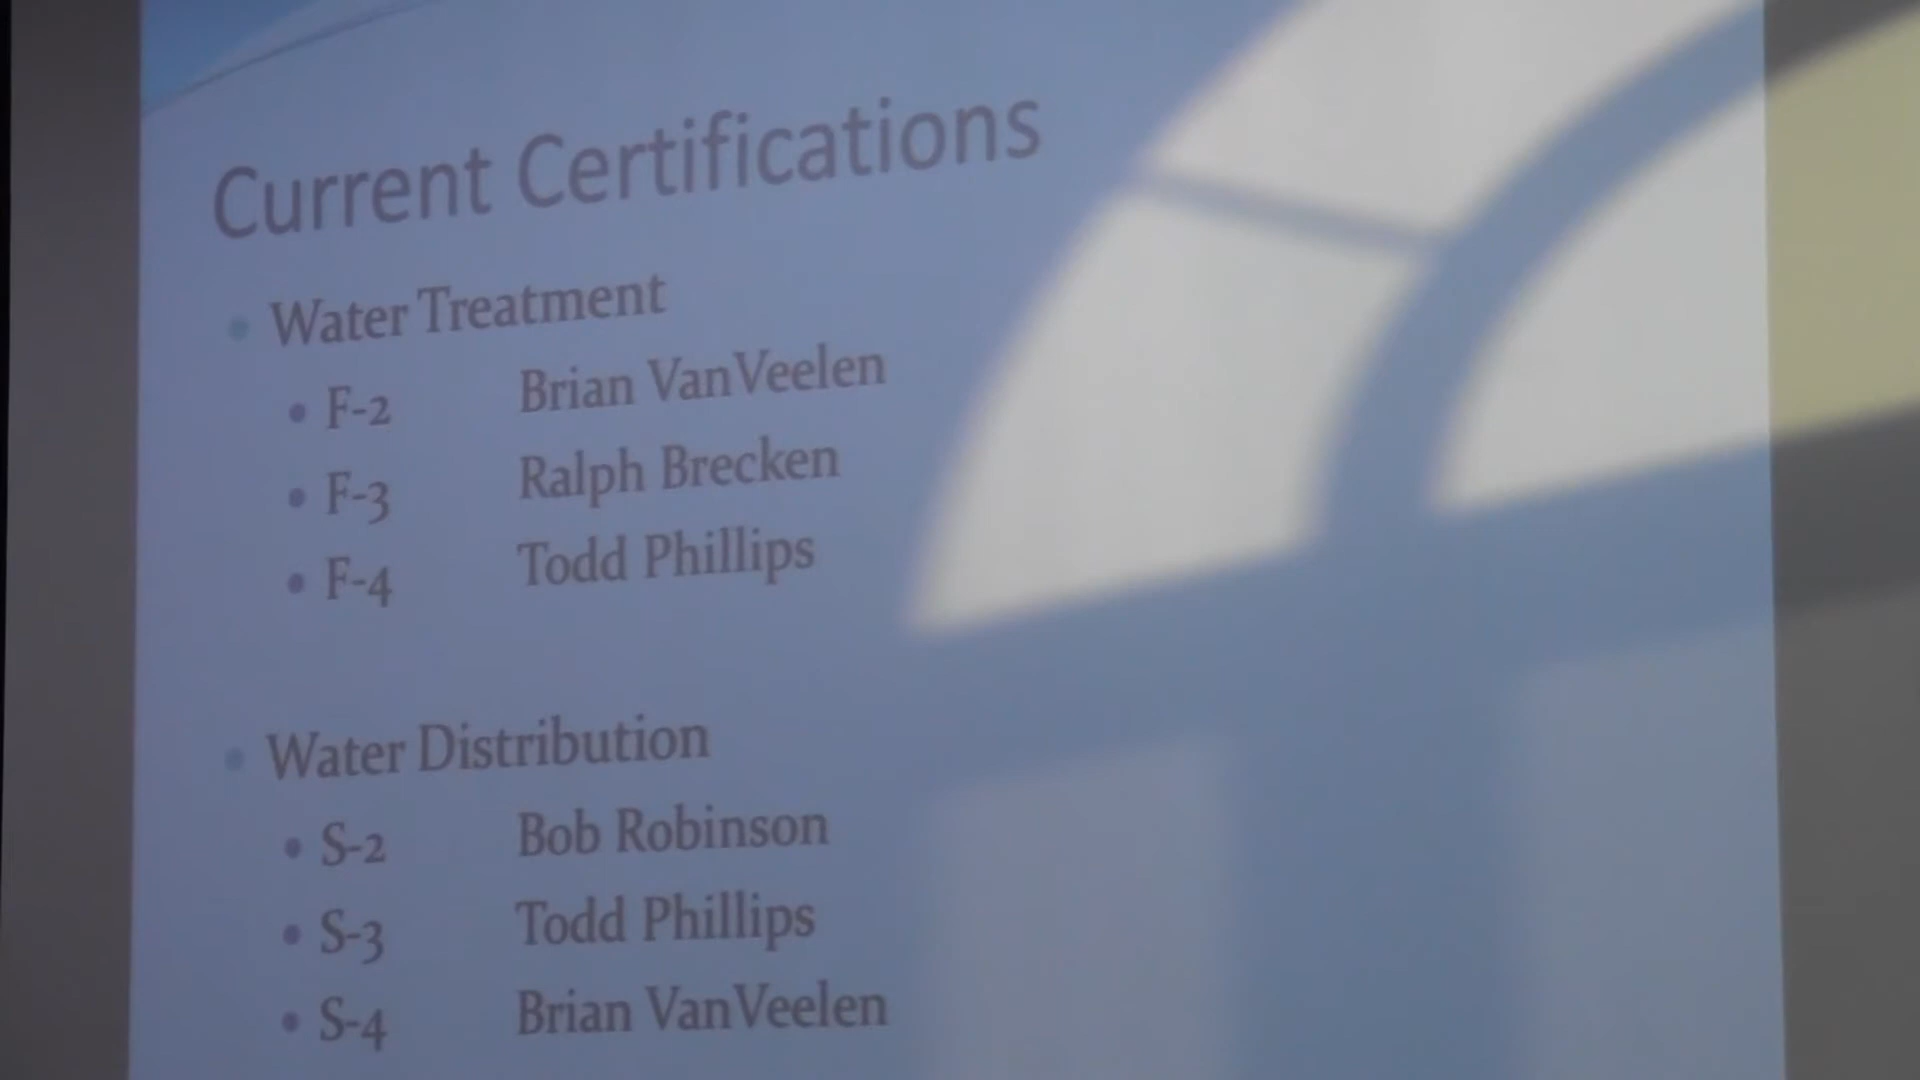 Current Certifications
• Water Treatment
• F-2 Brian VanVeelen
• F-3 Ralph Brecken
• F-4 Todd Phillips
• Water Distribution
• S-2 Bob Robinson
• S-3 Todd Phillips
• S-4 Brian VanVeelen